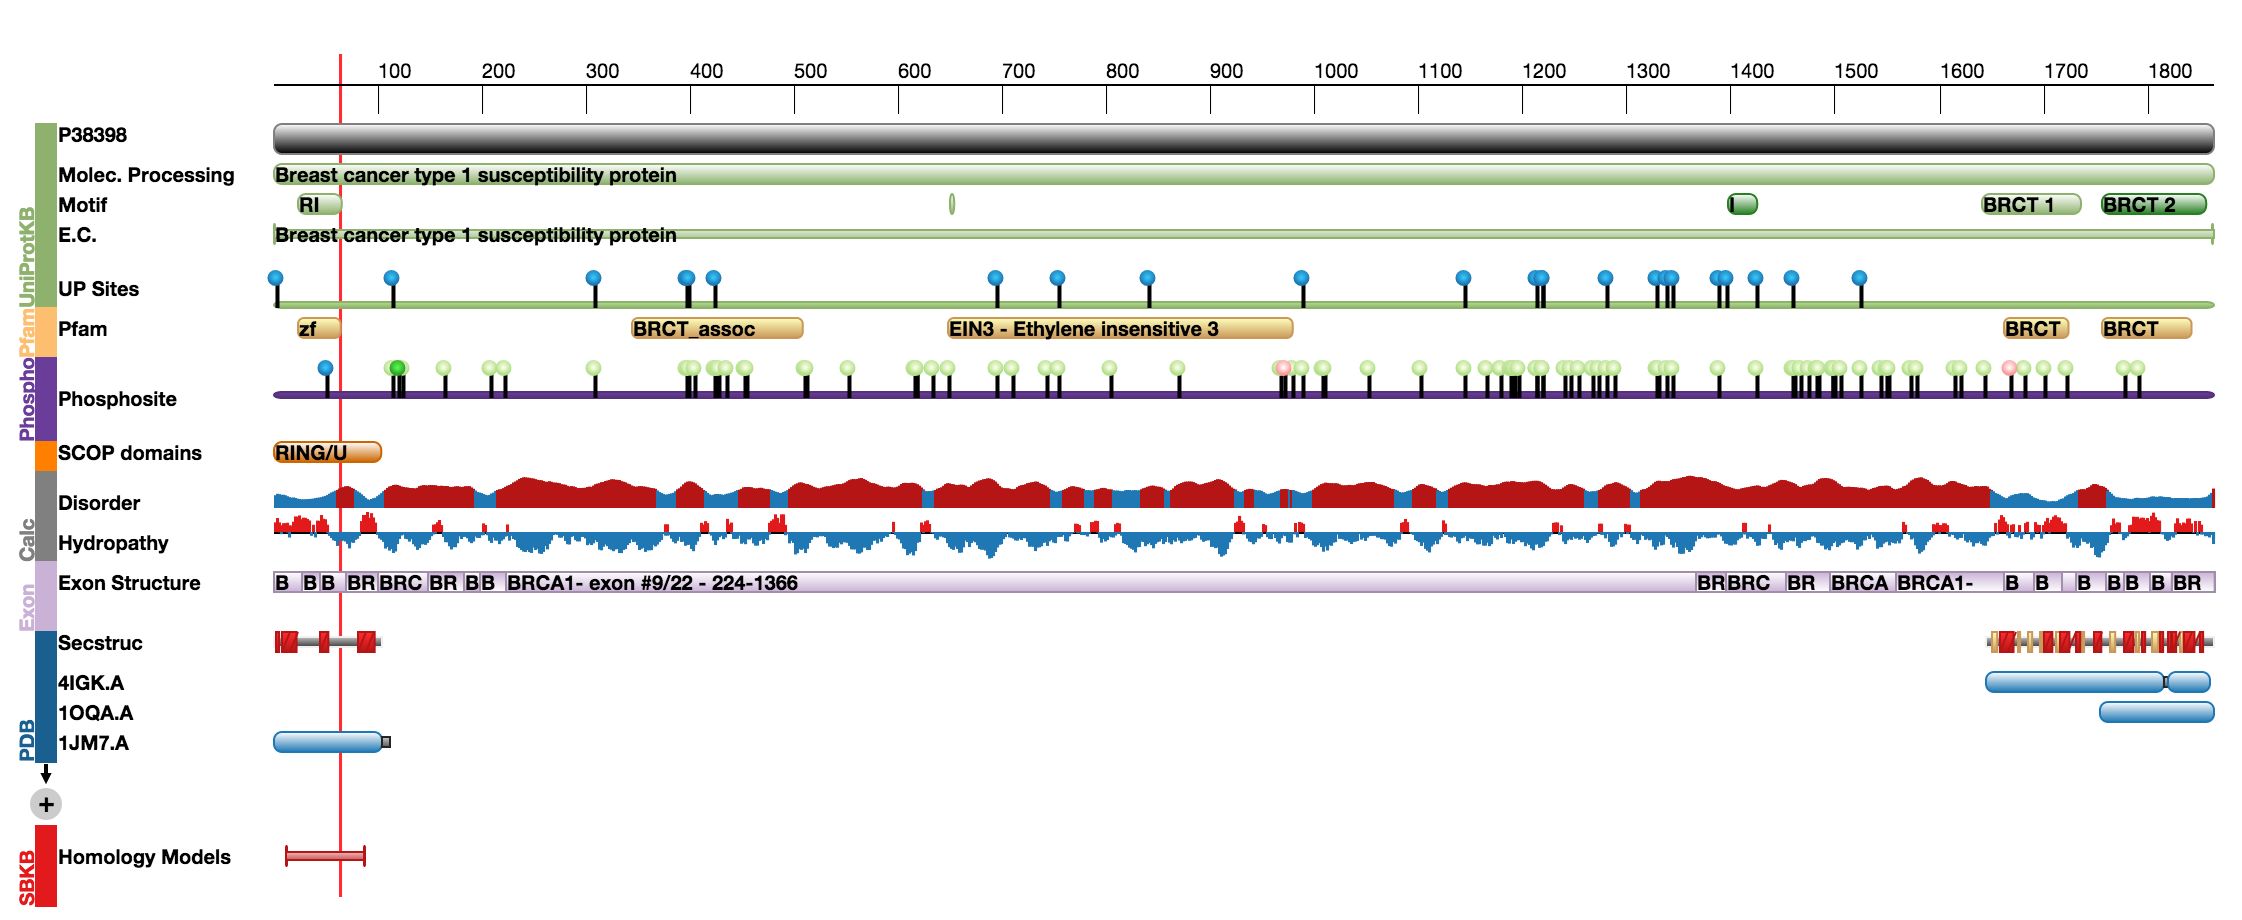 100 200 300 400 500 600 700 800 900 1000 1100 1200 1300 1400 1500 1600 1700 1800
UniProtKB
P38398
Molec. Processing Breast cancer type 1 susceptibility protein
Motif RI I BRCT 1 BRCT 2
E.C. Breast cancer type 1 susceptibility protein
UP Sites
Pfam
Pfam zf BRCT_assoc EIN3 - Ethylene insensitive 3 BRCT BRCT
Phospho
Phosphosite
SCOP domains RING/U
Calc
Disorder
Hydropathy
Exon
Exon Structure B B B BR BRC BR B B BRCA1- exon #9/22 - 224-1366 BR BRC BR BRCA BRCA1- B B B B B B BR
PDB
Secstruc
4IGK.A
1OQA.A
1JM7.A
+
SBKB
Homology Models